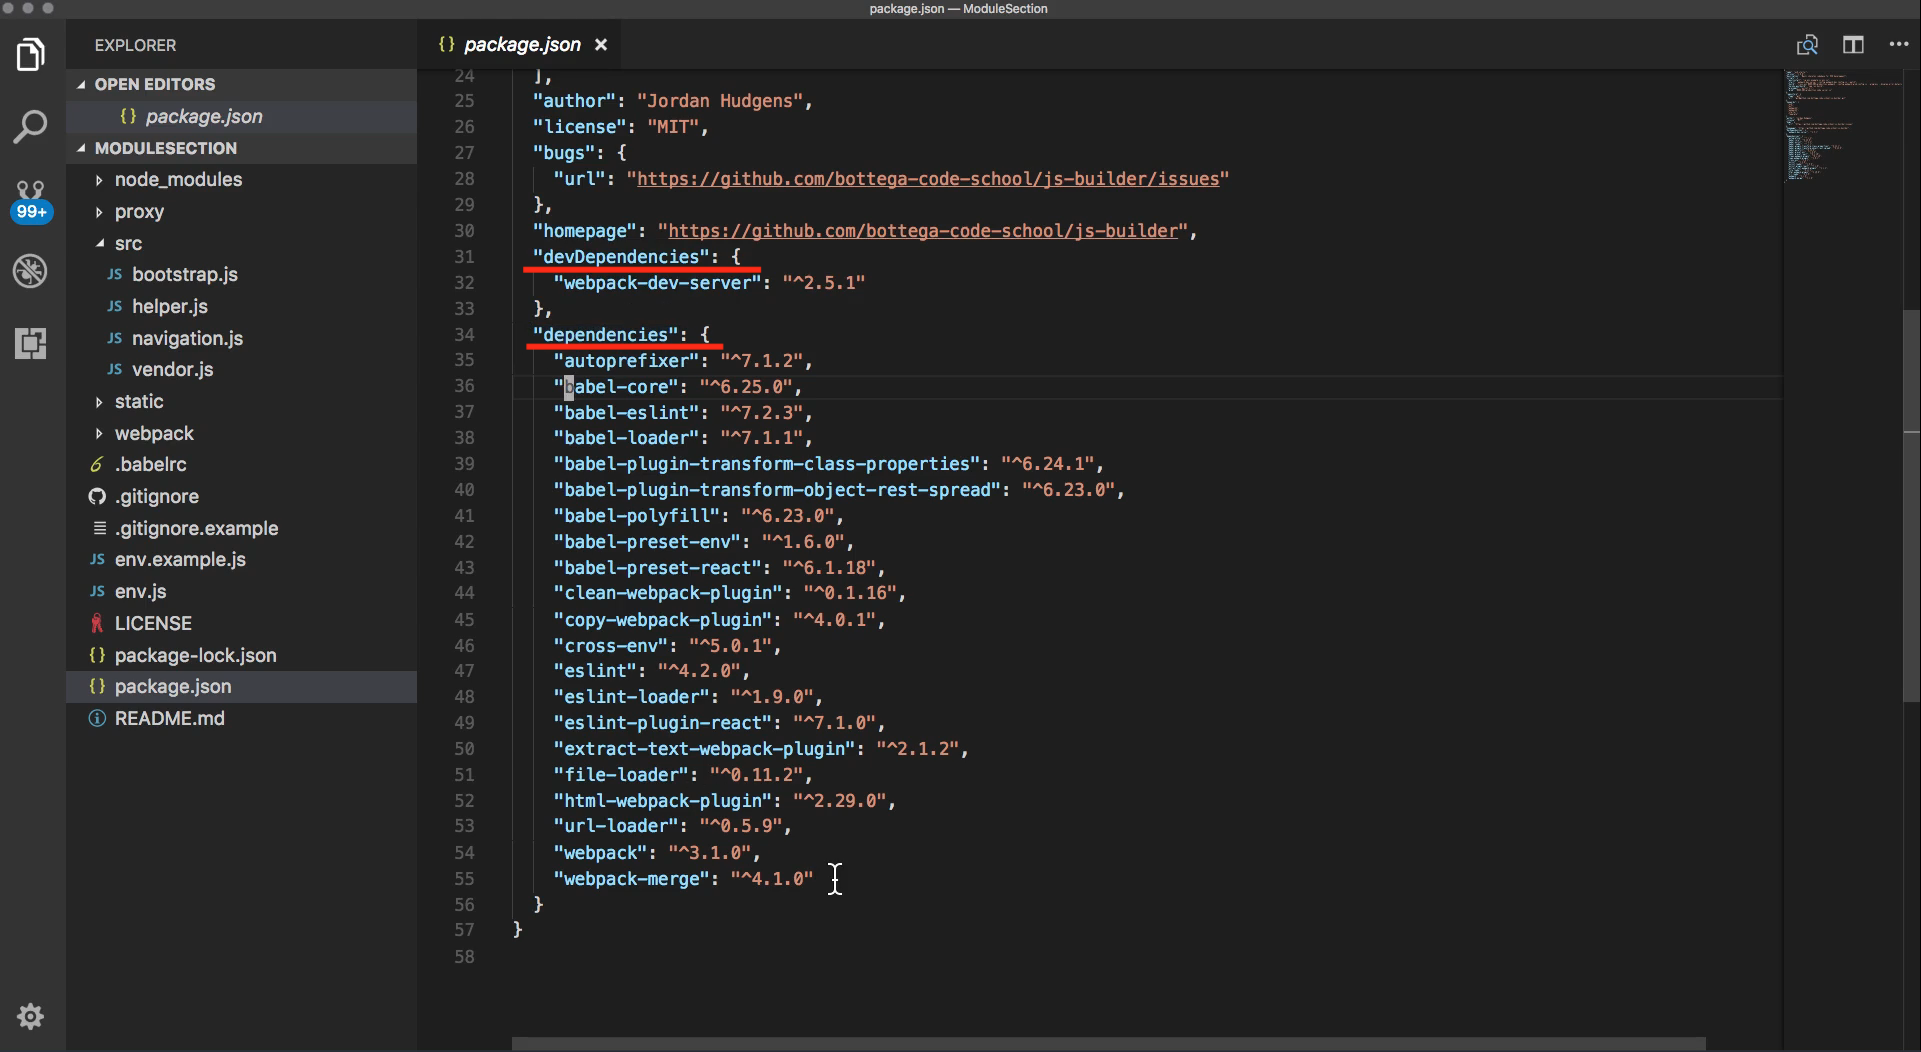 package.json — ModuleSection
EXPLORER
OPEN EDITORS
{} package.json
MODULESECTION
node_modules
proxy
src
JS bootstrap.js
JS helper.js
JS navigation.js
JS vendor.js
static
webpack
.babelrc
.gitignore
.gitignore.example
JS env.example.js
JS env.js
LICENSE
{} package-lock.json
{} package.json
README.md
99+
{} package.json ×
24 ],
25 "author": "Jordan Hudgens",
26 "license": "MIT",
27 "bugs": {
28 "url": "https://github.com/bottega-code-school/js-builder/issues"
29 },
30 "homepage": "https://github.com/bottega-code-school/js-builder",
31 "devDependencies": {
32 "webpack-dev-server": "^2.5.1"
33 },
34 "dependencies": {
35 "autoprefixer": "^7.1.2",
36 "babel-core": "^6.25.0",
37 "babel-eslint": "^7.2.3",
38 "babel-loader": "^7.1.1",
39 "babel-plugin-transform-class-properties": "^6.24.1",
40 "babel-plugin-transform-object-rest-spread": "^6.23.0",
41 "babel-polyfill": "^6.23.0",
42 "babel-preset-env": "^1.6.0",
43 "babel-preset-react": "^6.1.18",
44 "clean-webpack-plugin": "^0.1.16",
45 "copy-webpack-plugin": "^4.0.1",
46 "cross-env": "^5.0.1",
47 "eslint": "^4.2.0",
48 "eslint-loader": "^1.9.0",
49 "eslint-plugin-react": "^7.1.0",
50 "extract-text-webpack-plugin": "^2.1.2",
51 "file-loader": "^0.11.2",
52 "html-webpack-plugin": "^2.29.0",
53 "url-loader": "^0.5.9",
54 "webpack": "^3.1.0",
55 "webpack-merge": "^4.1.0"
56 }
57 }
58